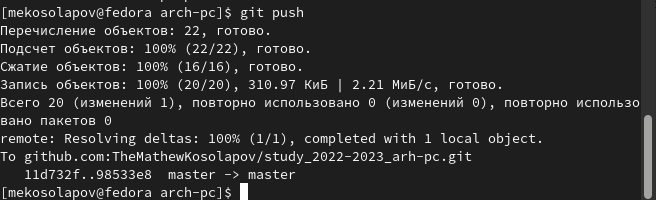 [mekosolapov@fedora arch-pc]$ git push
Перечисление объектов: 22, готово.
Подсчет объектов: 100% (22/22), готово.
Сжатие объектов: 100% (16/16), готово.
Запись объектов: 100% (20/20), 310.97 КиБ | 2.21 МиБ/с, готово.
Всего 20 (изменений 1), повторно использовано 0 (изменений 0), повторно использо
вано пакетов 0
remote: Resolving deltas: 100% (1/1), completed with 1 local object.
To github.com:TheMathewKosolapov/study_2022-2023_arh-pc.git
   11d732f..98533e8  master -> master
[mekosolapov@fedora arch-pc]$